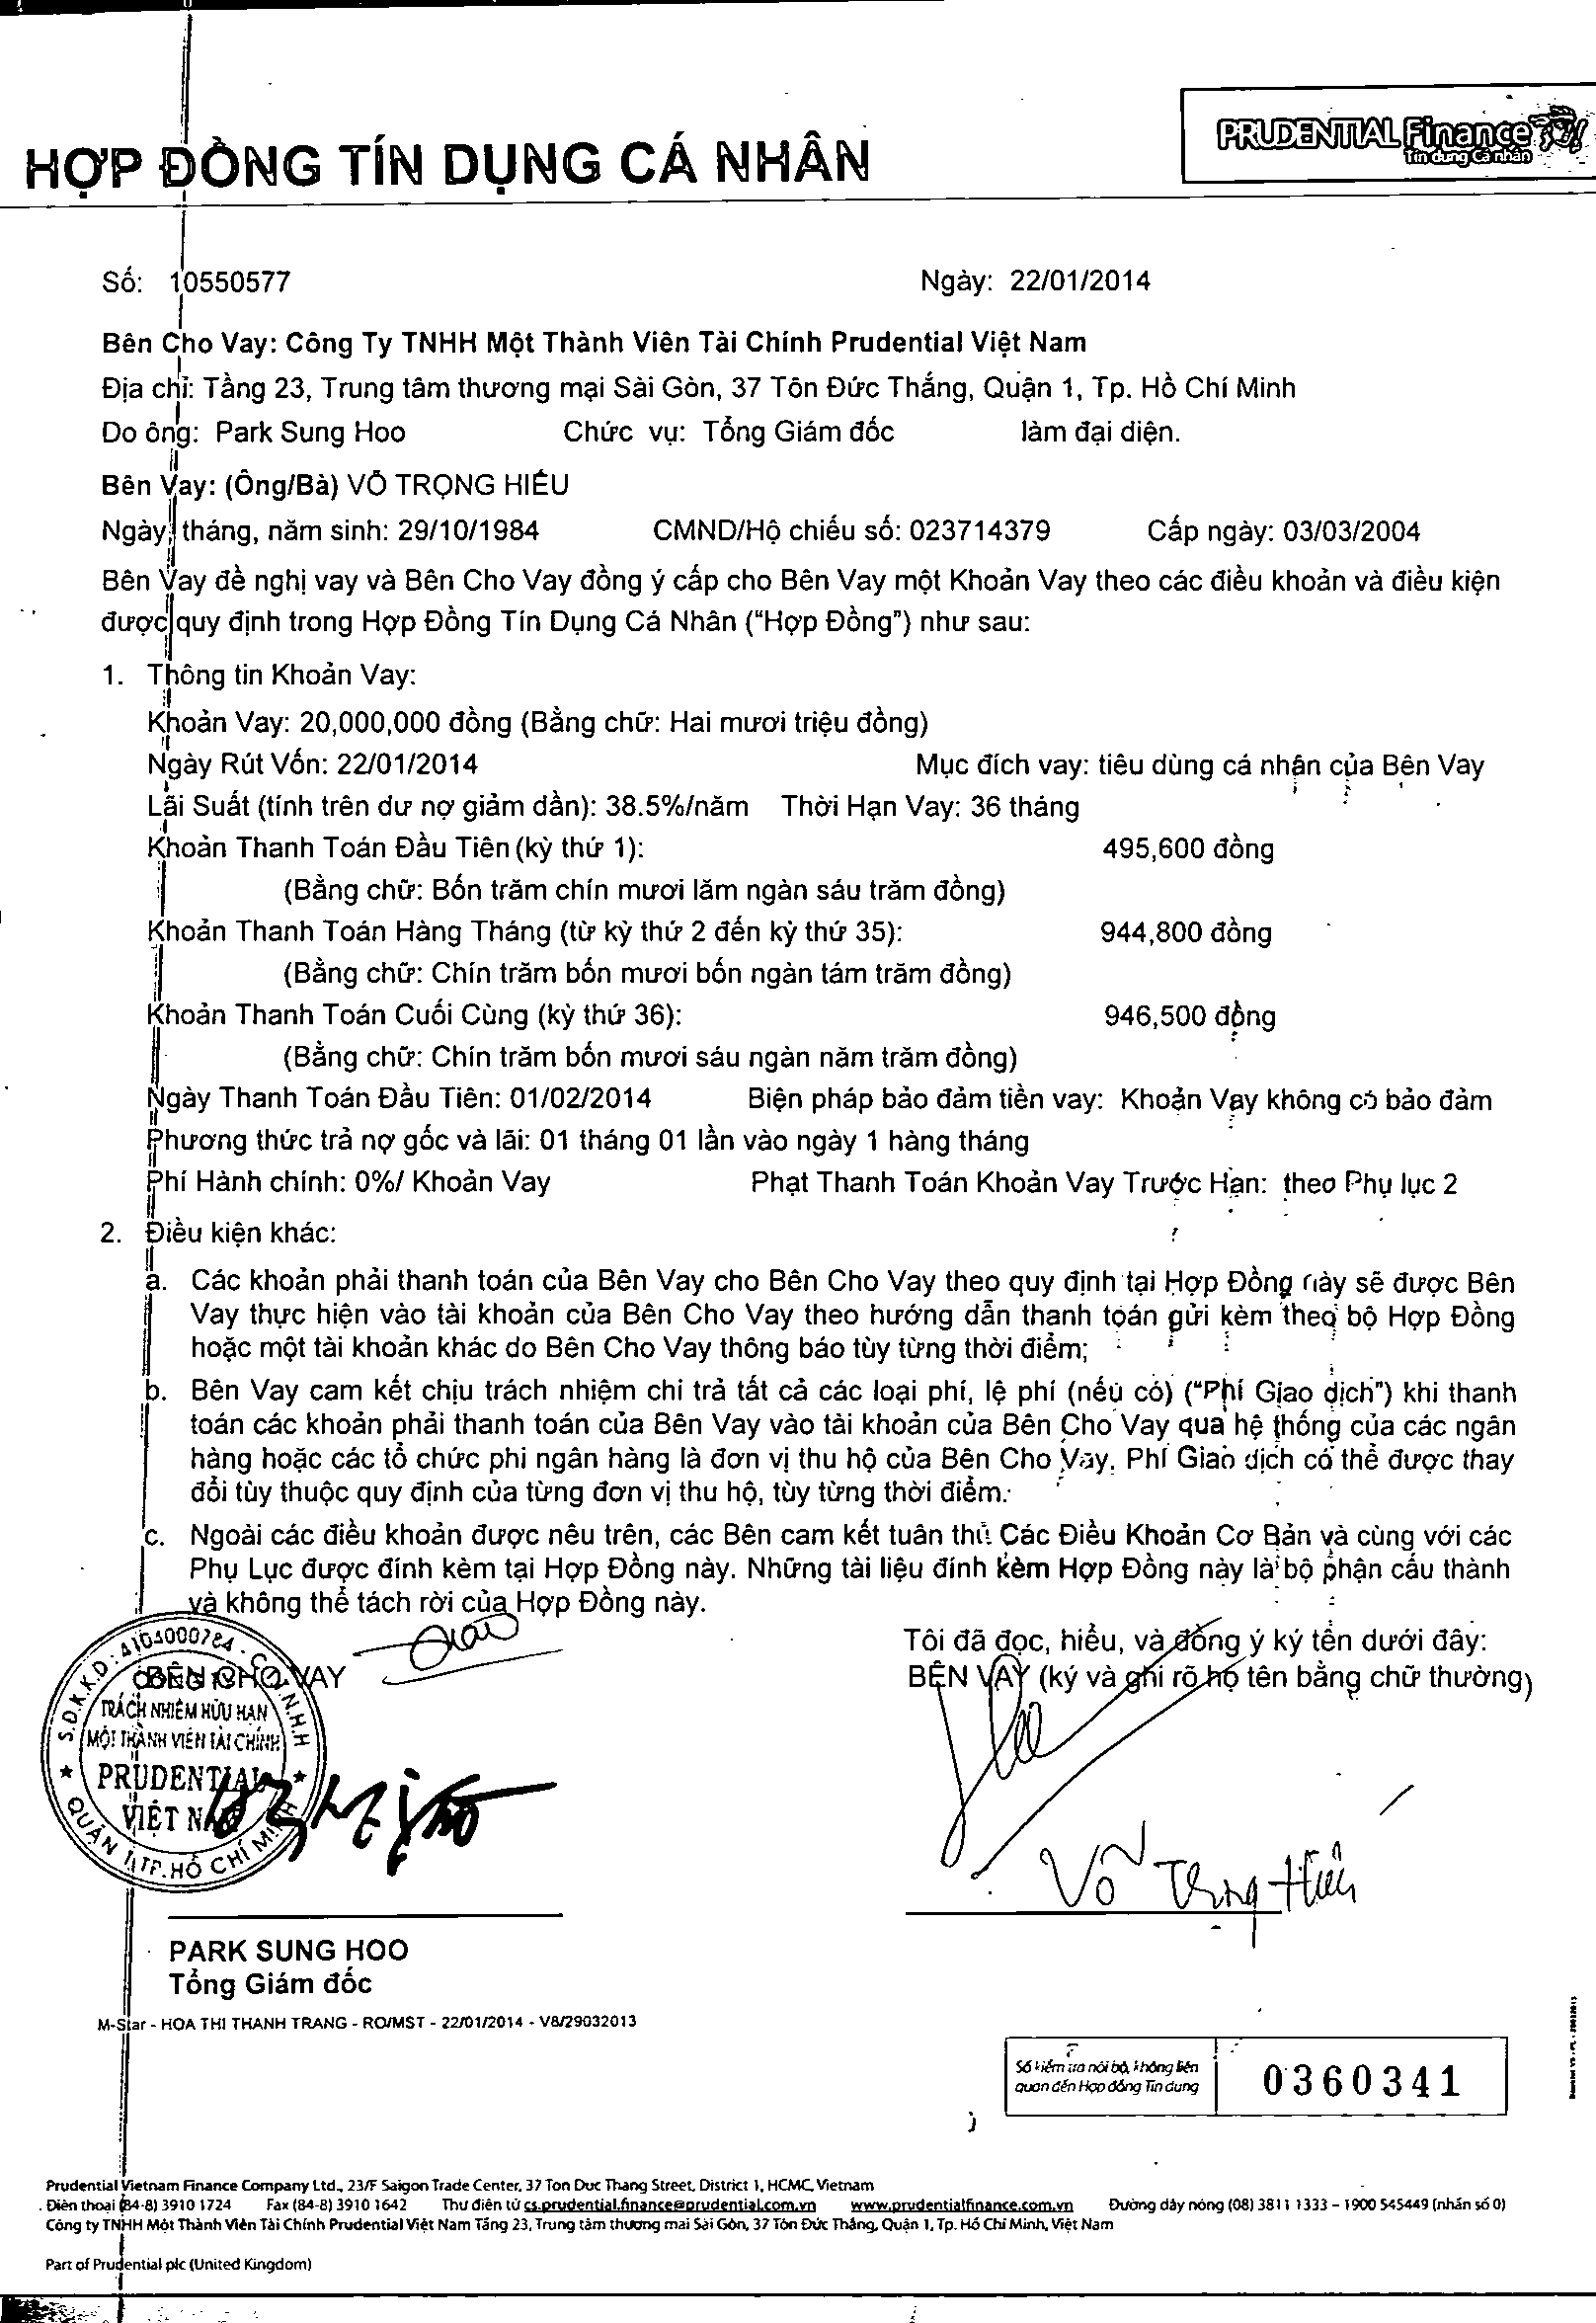 PRUDENTIAL Finance
Tín dụng Cá nhân
HỢP ĐỒNG TÍN DỤNG CÁ NHÂN
Số: 10550577 Ngày: 22/01/2014
Bên Cho Vay: Công Ty TNHH Một Thành Viên Tài Chính Prudential Việt Nam
Địa chỉ: Tầng 23, Trung tâm thương mại Sài Gòn, 37 Tôn Đức Thắng, Quận 1, Tp. Hồ Chí Minh
Do ông: Park Sung Hoo Chức vụ: Tổng Giám đốc làm đại diện.
Bên Vay: (Ông/Bà) VÕ TRỌNG HIẾU
Ngày, tháng, năm sinh: 29/10/1984 CMND/Hộ chiếu số: 023714379 Cấp ngày: 03/03/2004
Bên Vay đề nghị vay và Bên Cho Vay đồng ý cấp cho Bên Vay một Khoản Vay theo các điều khoản và điều kiện
được quy định trong Hợp Đồng Tín Dụng Cá Nhân (“Hợp Đồng”) như sau:
1. Thông tin Khoản Vay:
Khoản Vay: 20,000,000 đồng (Bằng chữ: Hai mươi triệu đồng)
Ngày Rút Vốn: 22/01/2014 Mục đích vay: tiêu dùng cá nhân của Bên Vay
Lãi Suất (tính trên dư nợ giảm dần): 38.5%/năm Thời Hạn Vay: 36 tháng
Khoản Thanh Toán Đầu Tiên (kỳ thứ 1): 495,600 đồng
(Bằng chữ: Bốn trăm chín mươi lăm ngàn sáu trăm đồng)
Khoản Thanh Toán Hàng Tháng (từ kỳ thứ 2 đến kỳ thứ 35): 944,800 đồng
(Bằng chữ: Chín trăm bốn mươi bốn ngàn tám trăm đồng)
Khoản Thanh Toán Cuối Cùng (kỳ thứ 36): 946,500 đồng
(Bằng chữ: Chín trăm bốn mươi sáu ngàn năm trăm đồng)
Ngày Thanh Toán Đầu Tiên: 01/02/2014 Biện pháp bảo đảm tiền vay: Khoản Vay không có bảo đảm
Phương thức trả nợ gốc và lãi: 01 tháng 01 lần vào ngày 1 hàng tháng
Phí Hành chính: 0%/ Khoản Vay Phạt Thanh Toán Khoản Vay Trước Hạn: theo Phụ lục 2
2. Điều kiện khác:
a. Các khoản phải thanh toán của Bên Vay cho Bên Cho Vay theo quy định tại Hợp Đồng này sẽ được Bên
Vay thực hiện vào tài khoản của Bên Cho Vay theo hướng dẫn thanh toán gửi kèm theo bộ Hợp Đồng
hoặc một tài khoản khác do Bên Cho Vay thông báo tùy từng thời điểm;
b. Bên Vay cam kết chịu trách nhiệm chi trả tất cả các loại phí, lệ phí (nếu có) (“Phí Giao dịch”) khi thanh
toán các khoản phải thanh toán của Bên Vay vào tài khoản của Bên Cho Vay qua hệ thống của các ngân
hàng hoặc các tổ chức phi ngân hàng là đơn vị thu hộ của Bên Cho Vay. Phí Giao dịch có thể được thay
đổi tùy thuộc quy định của từng đơn vị thu hộ, tùy từng thời điểm.
c. Ngoài các điều khoản được nêu trên, các Bên cam kết tuân thủ Các Điều Khoản Cơ Bản và cùng với các
Phụ Lục được đính kèm tại Hợp Đồng này. Những tài liệu đính kèm Hợp Đồng này là bộ phận cấu thành
và không thể tách rời của Hợp Đồng này.
Tôi đã đọc, hiểu, và đồng ý ký tên dưới đây:
BÊN CHO VAY BÊN VAY (ký và ghi rõ họ tên bằng chữ thường)
S.Đ.K.K.D: 4104000784 - C.T.T.N.H.H
CÔNG TY
TRÁCH NHIỆM HỮU HẠN
MỘT THÀNH VIÊN TÀI CHÍNH
PRUDENTIAL
VIỆT NAM
QUẬN 1 TP. HỒ CHÍ MINH
Võ Trọng Hiếu
PARK SUNG HOO
Tổng Giám đốc
M-Star - HOA THI THANH TRANG - RO/MST - 22/01/2014 - V8/29032013
Số kiểm tra nội bộ, không liên
quan đến Hợp đồng Tín dụng
0360341
Prudential Vietnam Finance Company Ltd., 23/F Saigon Trade Center, 37 Ton Duc Thang Street, District 1, HCMC, Vietnam
Điện thoại (84-8) 3910 1724 Fax (84-8) 3910 1642 Thư điện tử cs.prudential.finance@prudential.com.vn www.prudentialfinance.com.vn Đường dây nóng (08) 3811 1333 – 1900 545449 (nhấn số 0)
Công ty TNHH Một Thành Viên Tài Chính Prudential Việt Nam Tầng 23, Trung tâm thương mại Sài Gòn, 37 Tôn Đức Thắng, Quận 1, Tp. Hồ Chí Minh, Việt Nam
Part of Prudential plc (United Kingdom)